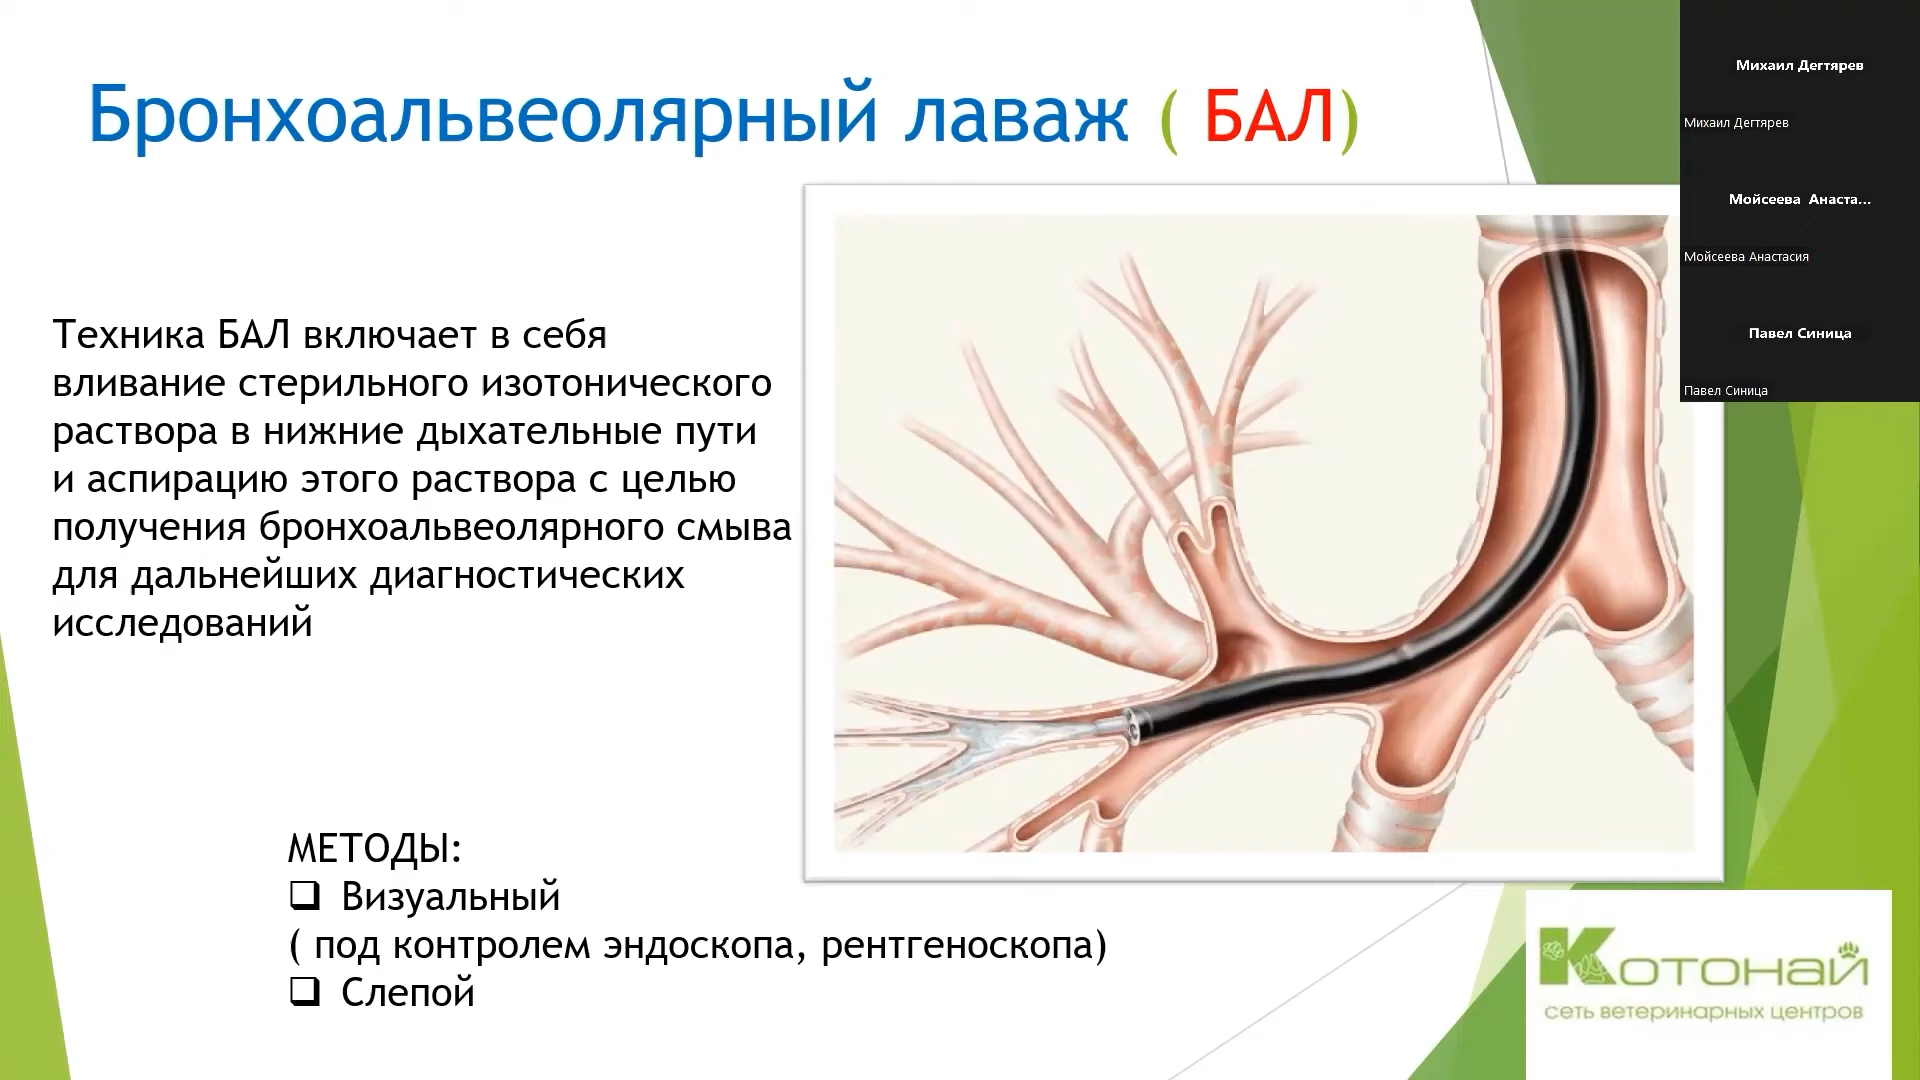 Бронхоальвеолярный лаваж ( БАЛ)
Техника БАЛ включает в себя
вливание стерильного изотонического
раствора в нижние дыхательные пути
и аспирацию этого раствора с целью
получения бронхоальвеолярного смыва
для дальнейших диагностических
исследований
МЕТОДЫ:
❑ Визуальный
( под контролем эндоскопа, рентгеноскопа)
❑ Слепой
Михаил Дегтярев
Михаил Дегтярев
Мойсеева Анаста...
Мойсеева Анастасия
Павел Синица
Павел Синица
Котонай
сеть ветеринарных центров